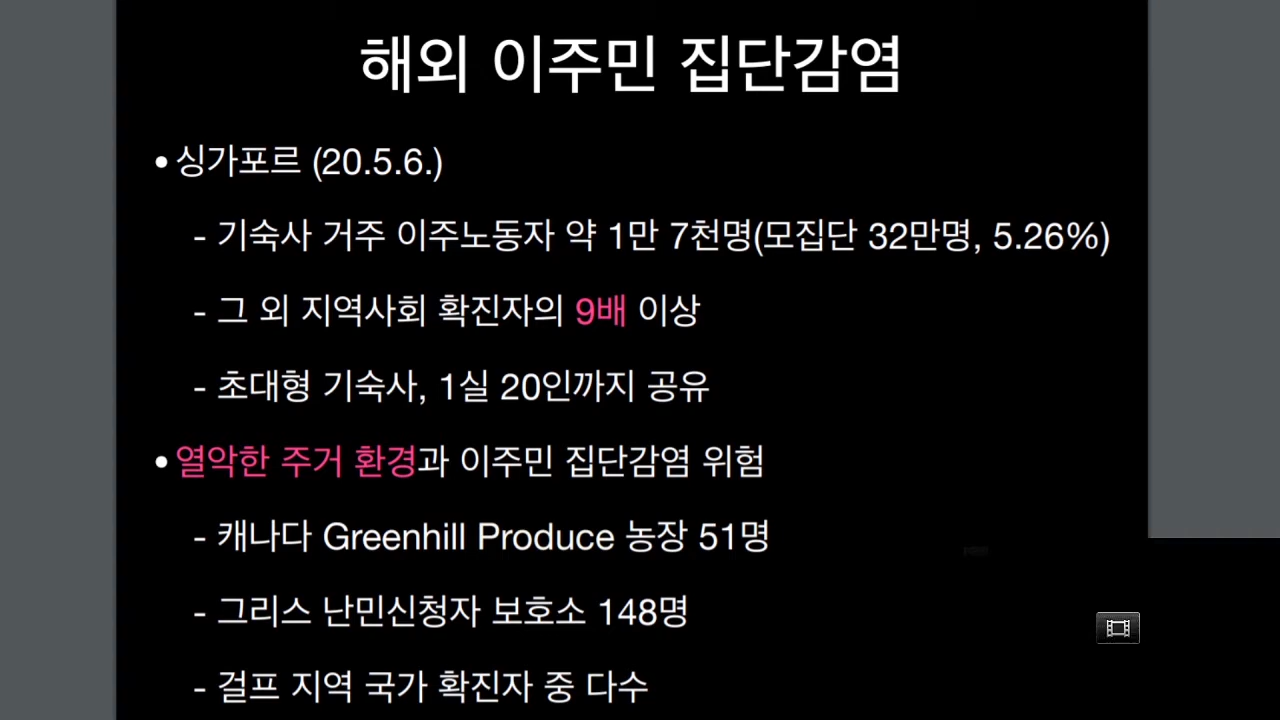 해외 이주민 집단감염
• 싱가포르 (20.5.6.)
- 기숙사 거주 이주노동자 약 1만 7천명(모집단 32만명, 5.26%)
- 그 외 지역사회 확진자의 9배 이상
- 초대형 기숙사, 1실 20인까지 공유
• 열악한 주거 환경과 이주민 집단감염 위험
- 캐나다 Greenhill Produce 농장 51명
- 그리스 난민신청자 보호소 148명
- 걸프 지역 국가 확진자 중 다수